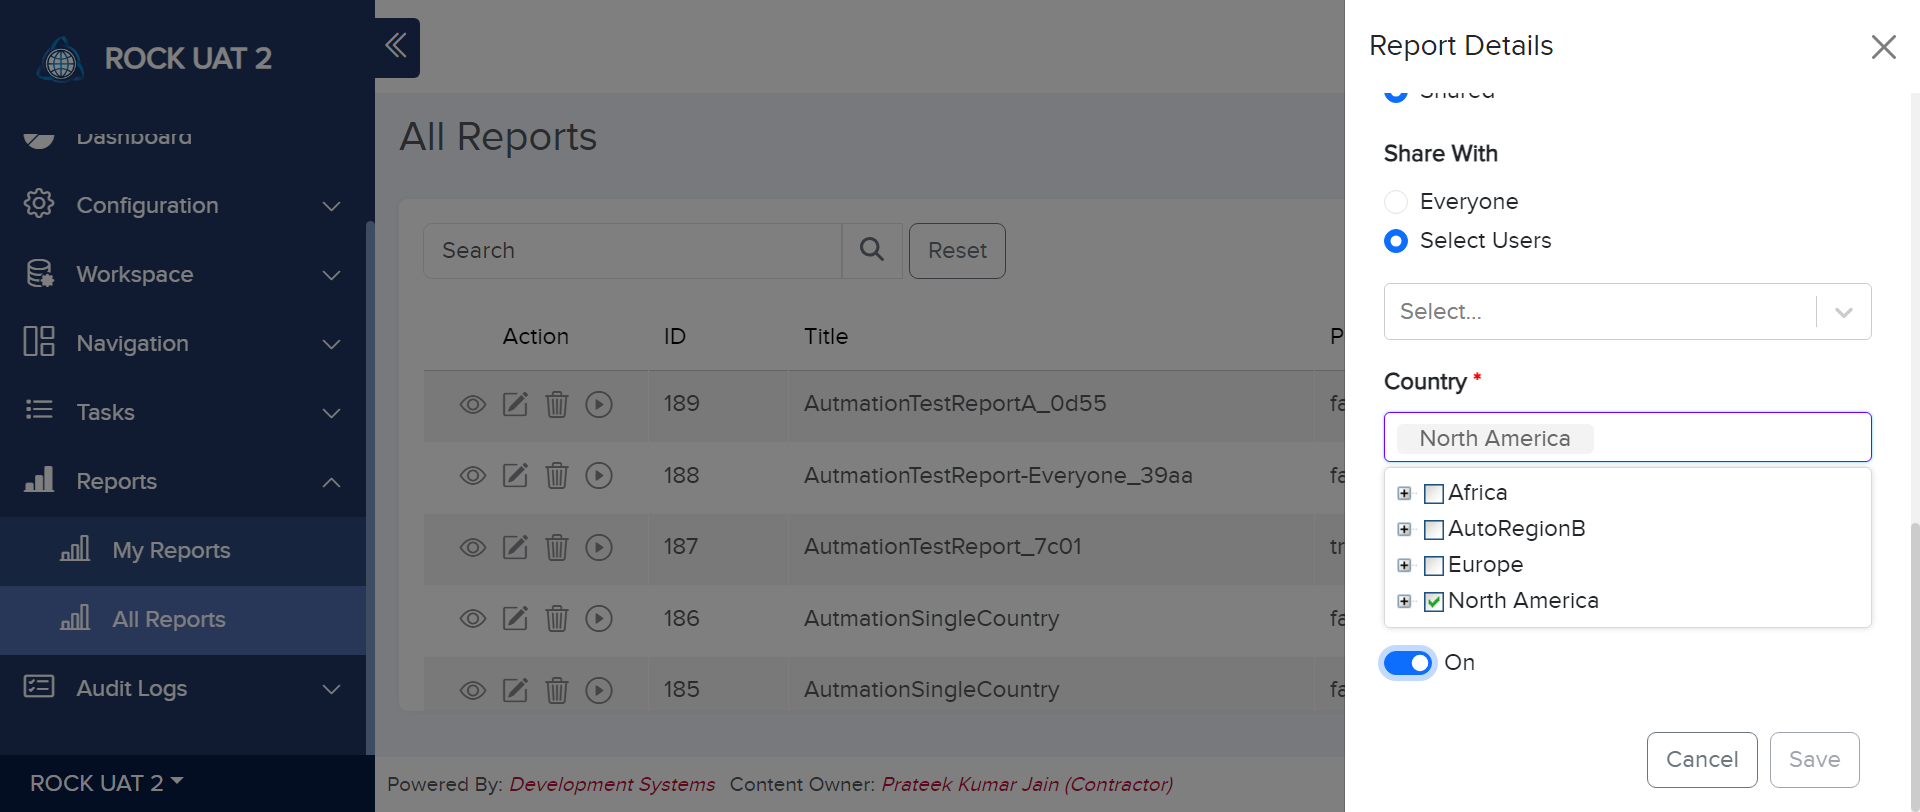 ROCK UAT 2
Dashboard
Configuration
Workspace
Navigation
Tasks
Reports
My Reports
All Reports
Audit Logs
ROCK UAT 2
All Reports
Search
Reset
Action ID Title
189 AutmationTestReportA_0d55 fa
188 AutmationTestReport-Everyone_39aa fa
187 AutmationTestReport_7c01 tr
186 AutmationSingleCountry fa
185 AutmationSingleCountry fa
Powered By: Development Systems Content Owner: Prateek Kumar Jain (Contractor)
Report Details
Shared
Share With
Everyone
Select Users
Select...
Country *
North America
Africa
AutoRegionB
Europe
North America
On
Cancel Save